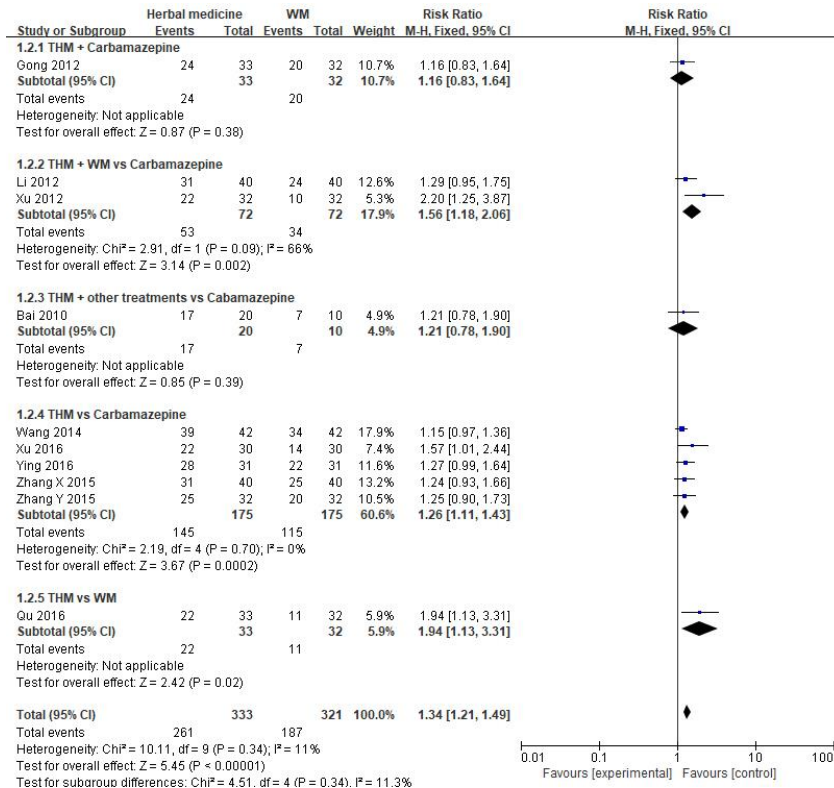 Herbal medicine WM Risk Ratio Risk Ratio
Study or Subgroup Events Total Events Total Weight M-H, Fixed, 95% CI M-H, Fixed, 95% CI
1.2.1 THM + Carbamazepine
Gong 2012 24 33 20 32 10.7% 1.16 [0.83, 1.64]
Subtotal (95% CI) 33 32 10.7% 1.16 [0.83, 1.64]
Total events 24 20
Heterogeneity: Not applicable
Test for overall effect: Z = 0.87 (P = 0.38)
1.2.2 THM + WM vs Carbamazepine
Li 2012 31 40 24 40 12.6% 1.29 [0.95, 1.75]
Xu 2012 22 32 10 32 5.3% 2.20 [1.25, 3.87]
Subtotal (95% CI) 72 72 17.9% 1.56 [1.18, 2.06]
Total events 53 34
Heterogeneity: Chi² = 2.91, df = 1 (P = 0.09); I² = 66%
Test for overall effect: Z = 3.14 (P = 0.002)
1.2.3 THM + other treatments vs Cabamazepine
Bai 2010 17 20 7 10 4.9% 1.21 [0.78, 1.90]
Subtotal (95% CI) 20 10 4.9% 1.21 [0.78, 1.90]
Total events 17 7
Heterogeneity: Not applicable
Test for overall effect: Z = 0.85 (P = 0.39)
1.2.4 THM vs Carbamazepine
Wang 2014 39 42 34 42 17.9% 1.15 [0.97, 1.36]
Xu 2016 22 30 14 30 7.4% 1.57 [1.01, 2.44]
Ying 2016 28 31 22 31 11.6% 1.27 [0.99, 1.64]
Zhang X 2015 31 40 25 40 13.2% 1.24 [0.93, 1.66]
Zhang Y 2015 25 32 20 32 10.5% 1.25 [0.90, 1.73]
Subtotal (95% CI) 175 175 60.6% 1.26 [1.11, 1.43]
Total events 145 115
Heterogeneity: Chi² = 2.19, df = 4 (P = 0.70); I² = 0%
Test for overall effect: Z = 3.67 (P = 0.0002)
1.2.5 THM vs WM
Qu 2016 22 33 11 32 5.9% 1.94 [1.13, 3.31]
Subtotal (95% CI) 33 32 5.9% 1.94 [1.13, 3.31]
Total events 22 11
Heterogeneity: Not applicable
Test for overall effect: Z = 2.42 (P = 0.02)
Total (95% CI) 333 321 100.0% 1.34 [1.21, 1.49]
Total events 261 187
Heterogeneity: Chi² = 10.11, df = 9 (P = 0.34); I² = 11%
Test for overall effect: Z = 5.45 (P < 0.00001)
Test for subgroup differences: Chi² = 4.51, df = 4 (P = 0.34), I² = 11.3%
0.01 0.1 1 10 100
Favours [experimental] Favours [control]